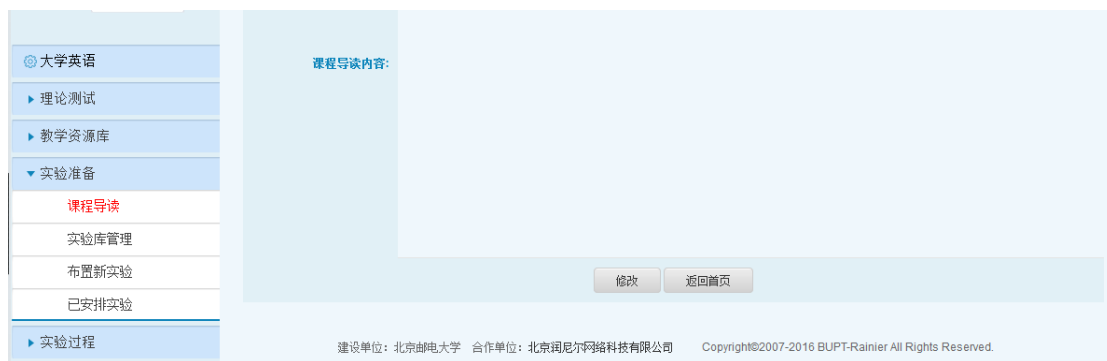 大学英语
理论测试
教学资源库
实验准备
课程导读
实验库管理
布置新实验
已安排实验
实验过程
课程导读内容:
修改 返回首页
建设单位：北京邮电大学 合作单位：北京润尼尔网络科技有限公司 Copyright©2007-2016 BUPT-Rainier All Rights Reserved.